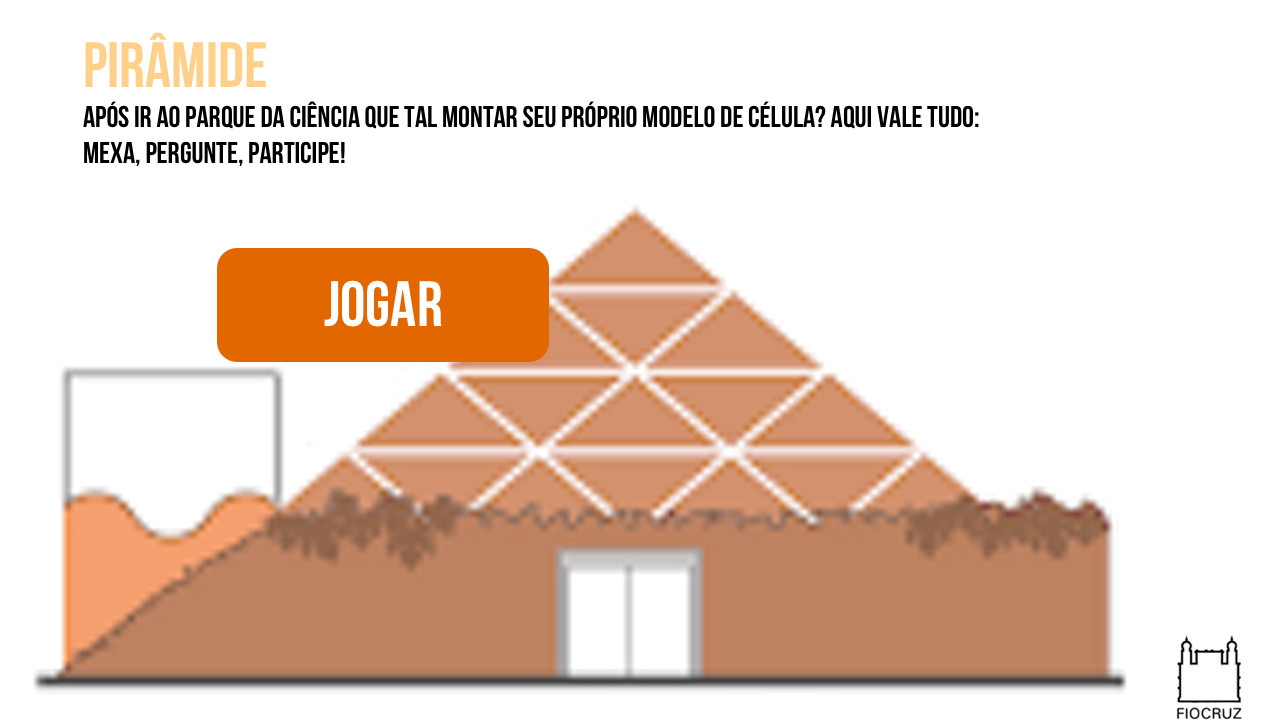 PIRÂMIDE
APÓS IR AO PARQUE DA CIÊNCIA QUE TAL MONTAR SEU PRÓPRIO MODELO DE CÉLULA? AQUI VALE TUDO:
MEXA, PERGUNTE, PARTICIPE!
JOGAR
FIOCRUZ